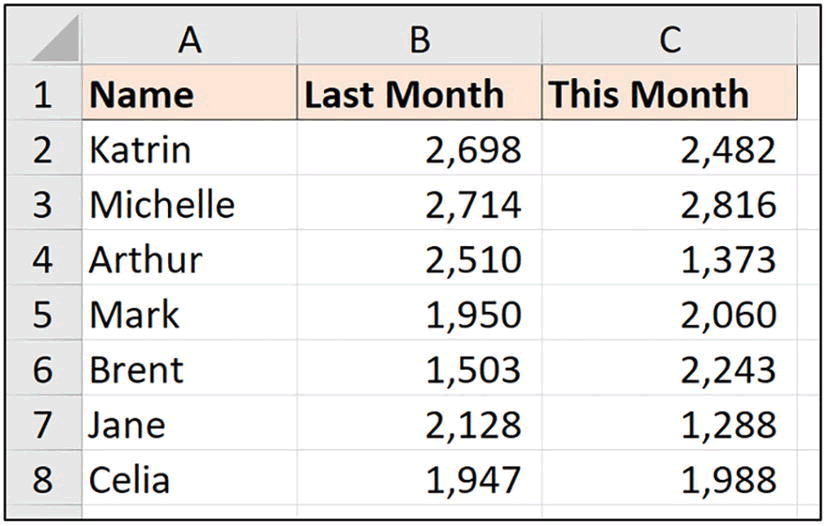 A B C
1 Name Last Month This Month
2 Katrin 2,698 2,482
3 Michelle 2,714 2,816
4 Arthur 2,510 1,373
5 Mark 1,950 2,060
6 Brent 1,503 2,243
7 Jane 2,128 1,288
8 Celia 1,947 1,988